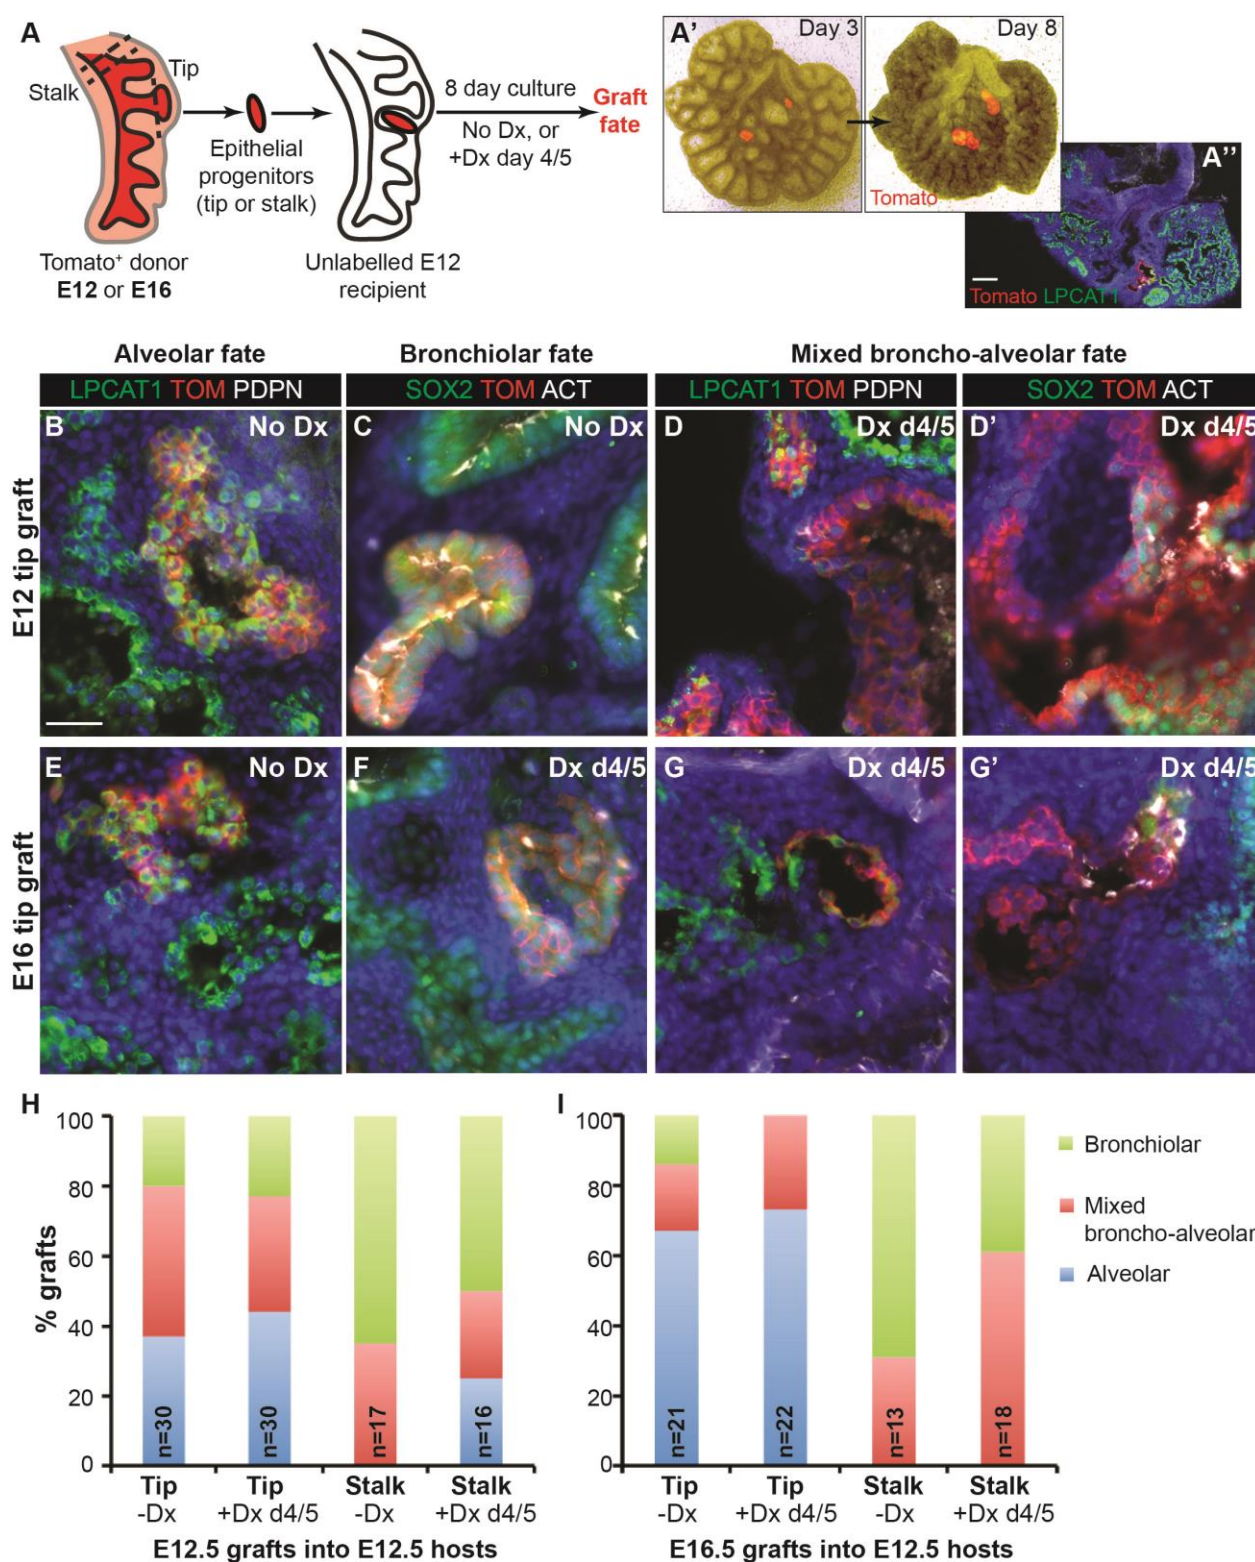 A
Stalk
Tip
Epithelial
progenitors
(tip or stalk)
Tomato⁺ donor
E12 or E16
Unlabelled E12
recipient
8 day culture
No Dx, or
+Dx day 4/5
Graft
fate
A'
Day 3
Day 8
Tomato
A''
Tomato LPCAT1
Alveolar fate
Bronchiolar fate
Mixed broncho-alveolar fate
LPCAT1 TOM PDPN
SOX2 TOM ACT
LPCAT1 TOM PDPN
SOX2 TOM ACT
E12 tip graft
B
No Dx
C
No Dx
D
Dx d4/5
D'
Dx d4/5
E16 tip graft
E
No Dx
F
Dx d4/5
G
Dx d4/5
G'
Dx d4/5
H
% grafts
100
80
60
40
20
0
n=30
n=30
n=17
n=16
Tip
-Dx
Tip
+Dx d4/5
Stalk
-Dx
Stalk
+Dx d4/5
E12.5 grafts into E12.5 hosts
I
100
80
60
40
20
0
n=21
n=22
n=13
n=18
Tip
-Dx
Tip
+Dx d4/5
Stalk
-Dx
Stalk
+Dx d4/5
E16.5 grafts into E12.5 hosts
Bronchiolar
Mixed
broncho-alveolar
Alveolar